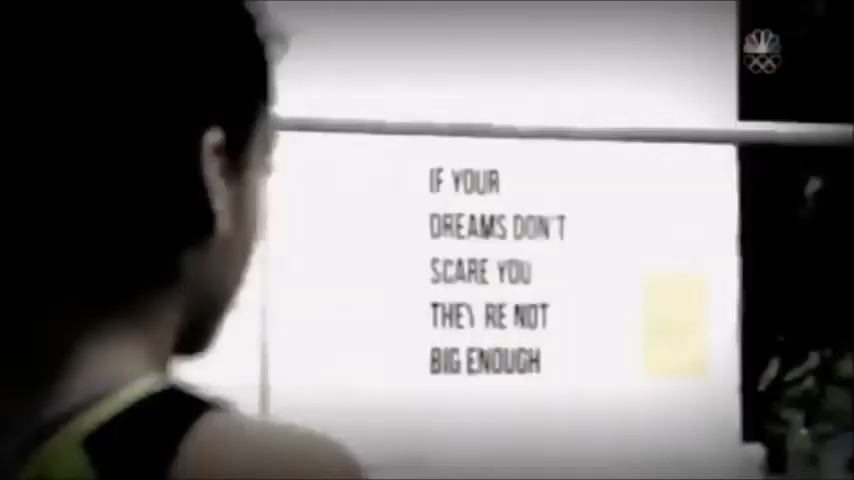 IF YOUR
DREAMS DON'T
SCARE YOU
THEY'RE NOT
BIG ENOUGH